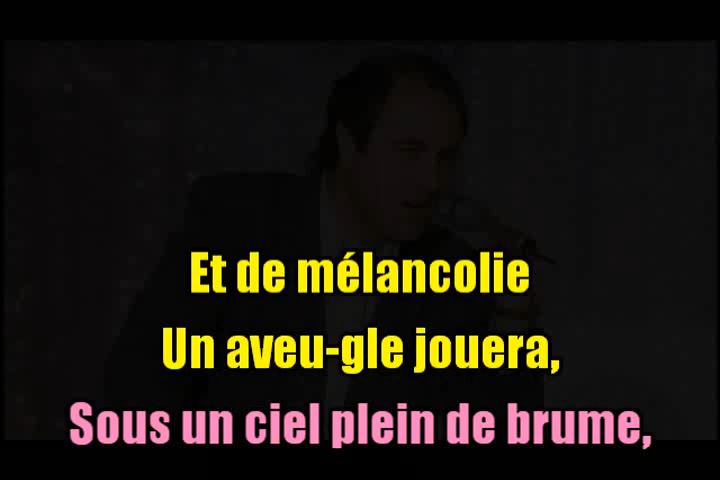 Et de mélancolie
Un aveu-gle jouera,
Sous un ciel plein de brume,